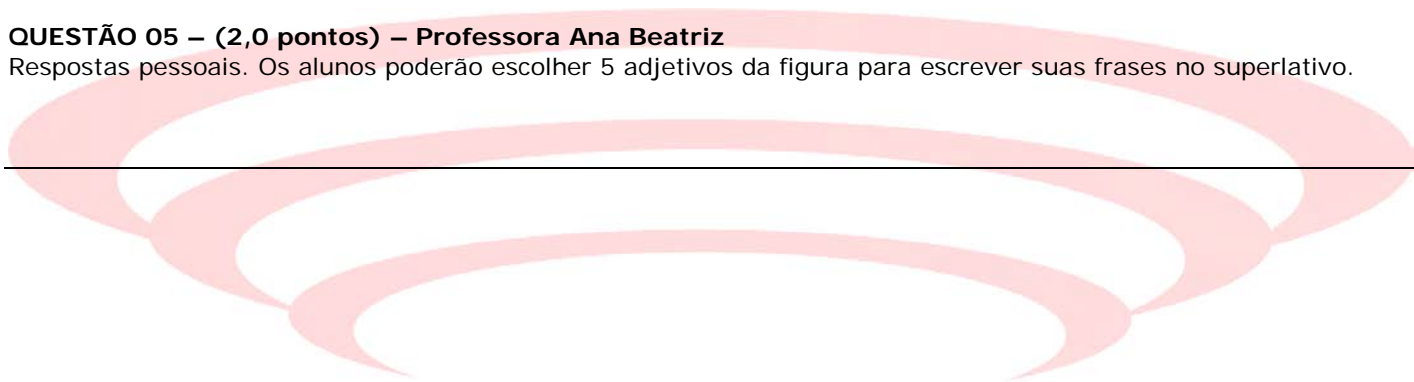 QUESTÃO 05 – (2,0 pontos) – Professora Ana Beatriz
Respostas pessoais. Os alunos poderão escolher 5 adjetivos da figura para escrever suas frases no superlativo.